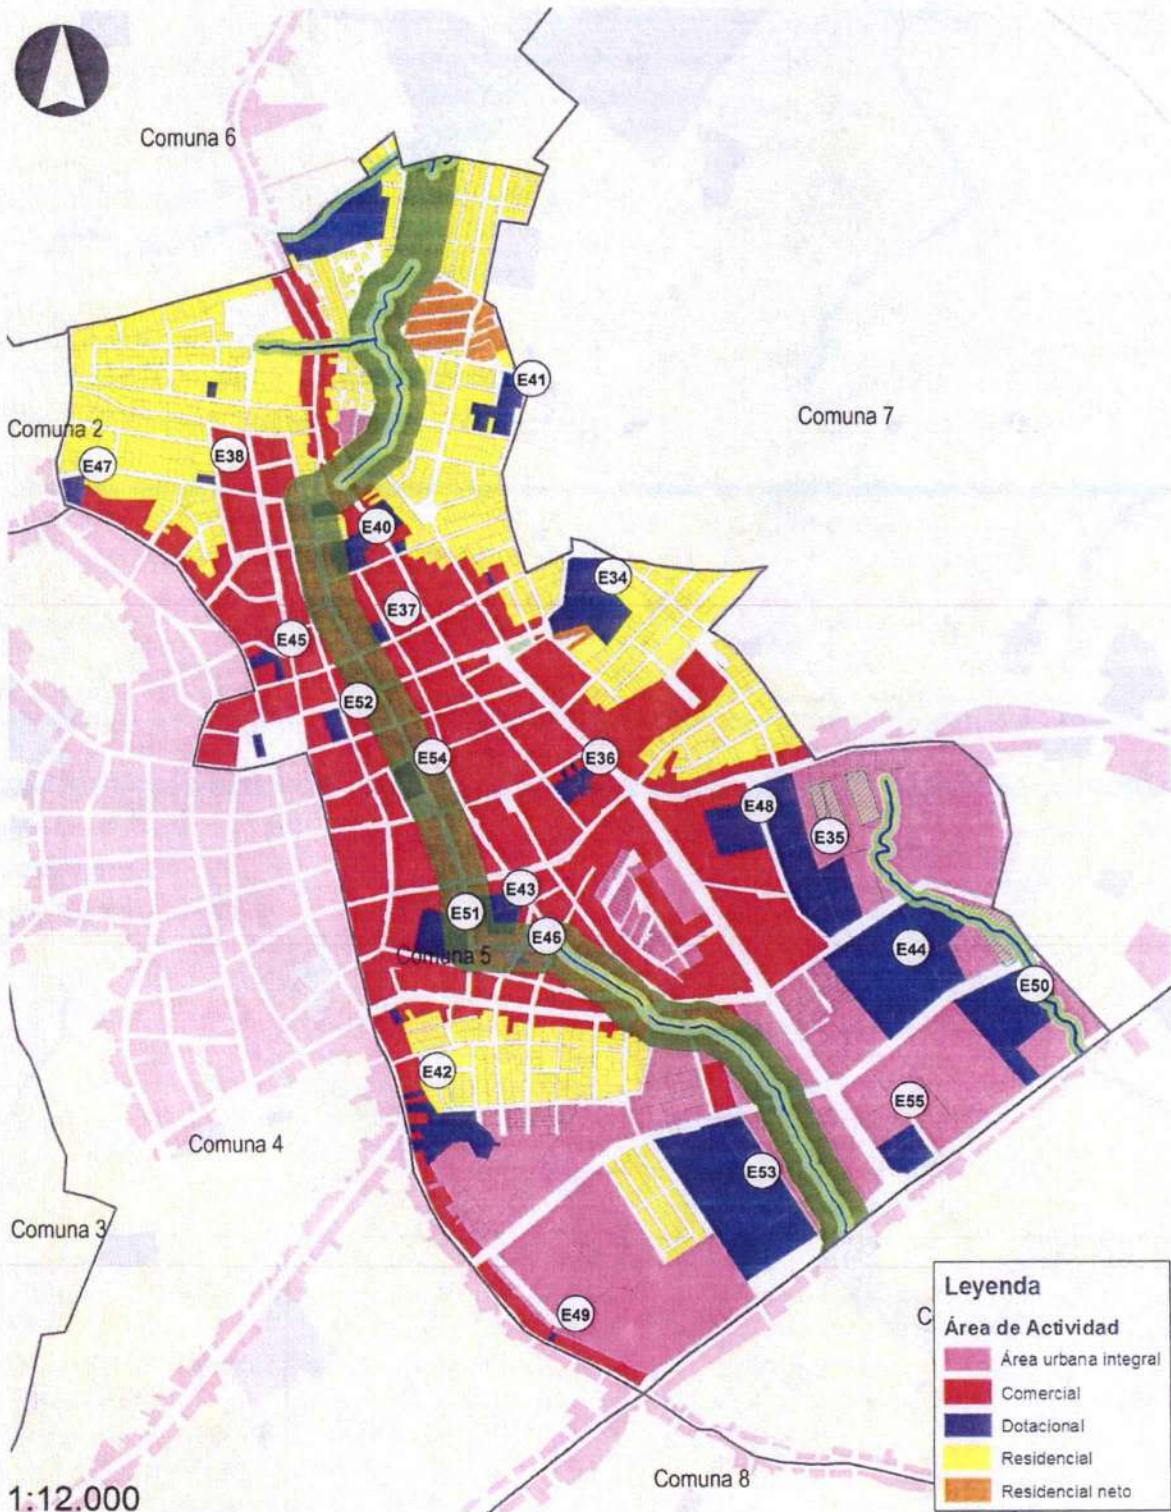 Comuna 6
E41
Comuna 7
Comuna 2
E38
E47
E40
E34
E37
E45
E52
E54
E36
E48
E35
E43
E51
E46
Comuna 5
E44
E50
E42
E55
Comuna 4
E53
Comuna 3
E49
C
Leyenda
Área de Actividad
Área urbana integral
Comercial
Dotacional
Residencial
Residencial neto
Comuna 8
1:12.000